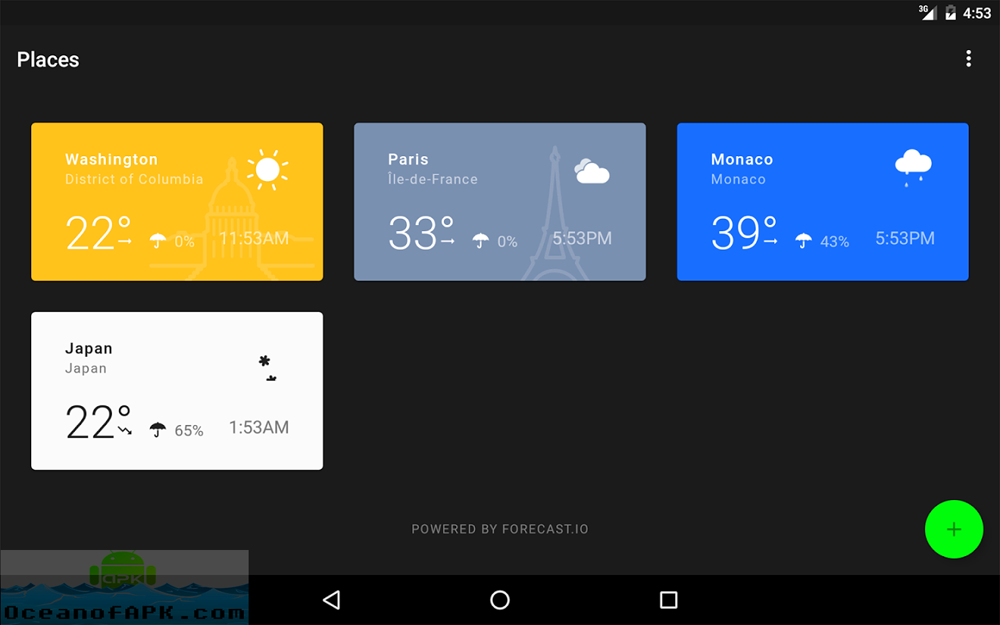 3G 4:53
Places
Washington
District of Columbia
22° 0% 11:53AM
Paris
Île-de-France
33° 0% 5:53PM
Monaco
Monaco
39° 43% 5:53PM
Japan
Japan
22° 65% 1:53AM
POWERED BY FORECAST.IO
+
apk
OceanofAPK.com